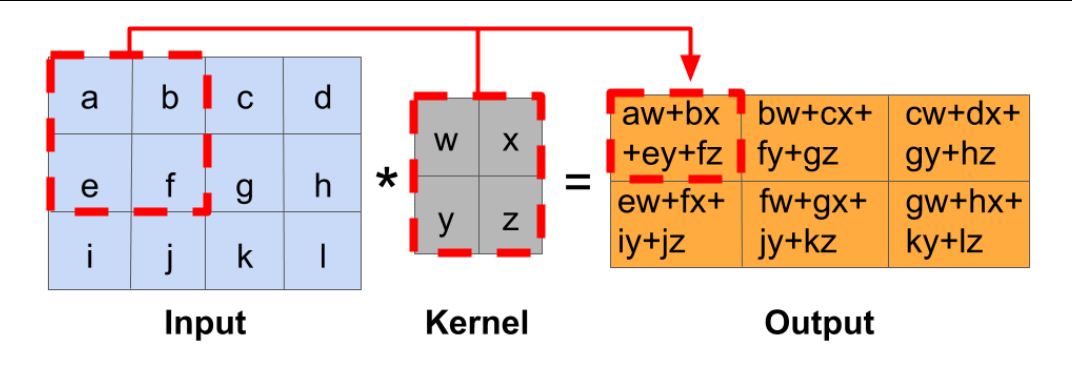 a b c d
e f g h
i j k l
*
w x
y z
=
aw+bx
+ey+fz
bw+cx+
fy+gz
cw+dx+
gy+hz
ew+fx+
iy+jz
fw+gx+
jy+kz
gw+hx+
ky+lz
Input
Kernel
Output